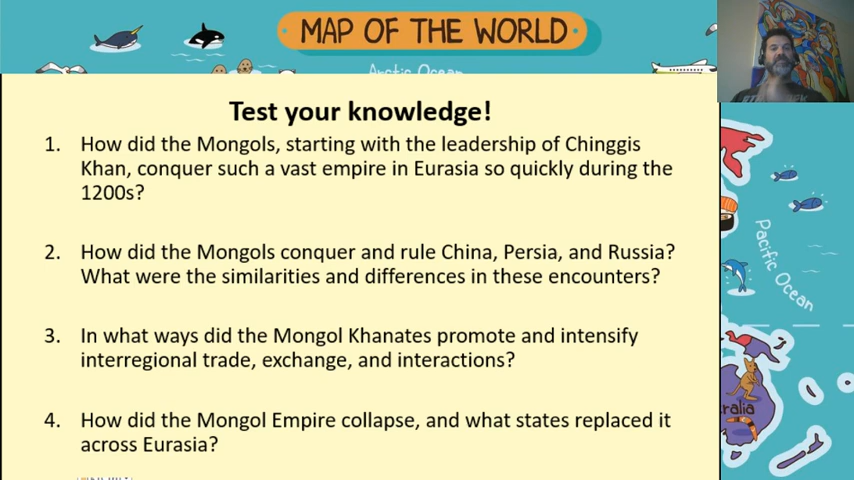 MAP OF THE WORLD
Arctic Ocean
Test your knowledge!
1. How did the Mongols, starting with the leadership of Chinggis
Khan, conquer such a vast empire in Eurasia so quickly during the
1200s?
2. How did the Mongols conquer and rule China, Persia, and Russia?
What were the similarities and differences in these encounters?
3. In what ways did the Mongol Khanates promote and intensify
interregional trade, exchange, and interactions?
4. How did the Mongol Empire collapse, and what states replaced it
across Eurasia?
Pacific Ocean
ralia